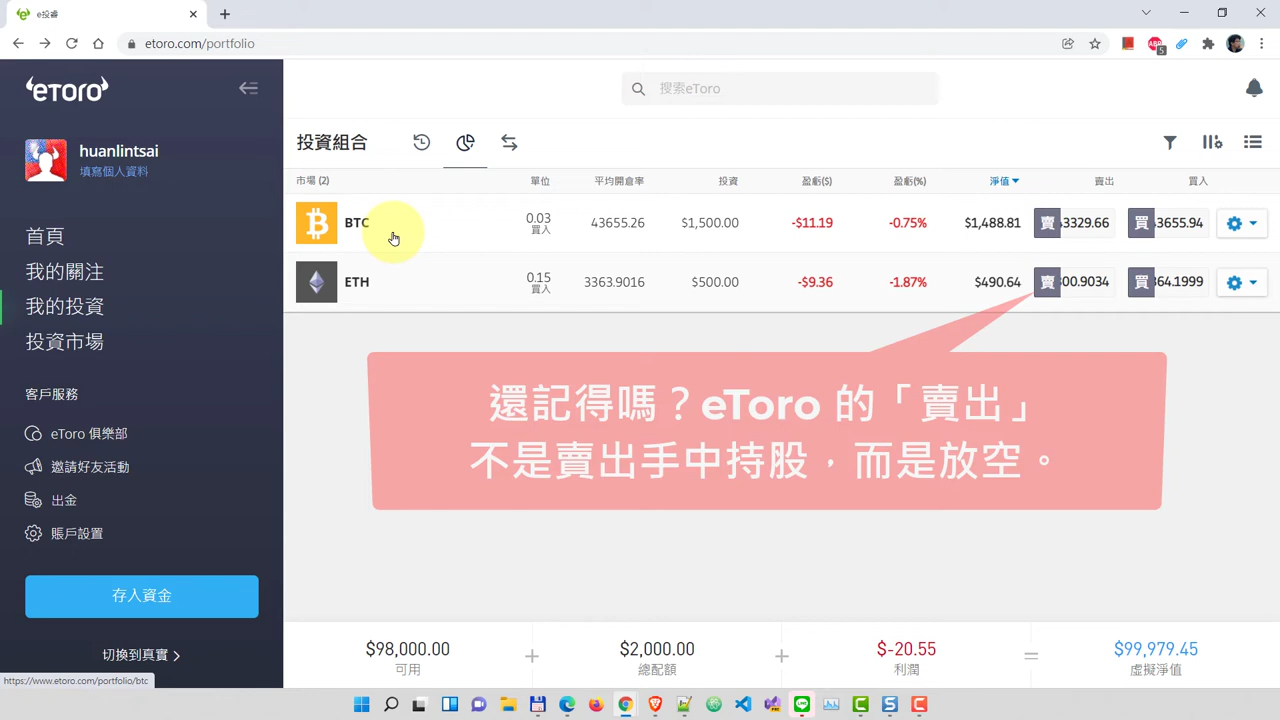 e投睿
etoro.com/portfolio
5
eToro
搜索eToro
huanlintsai
填寫個人資料
首頁
我的關注
我的投資
投資市場
客戶服務
eToro 俱樂部
邀請好友活動
出金
賬戶設置
存入資金
切換到真實
https://www.etoro.com/portfolio/btc
投資組合
市場 (2) 單位 平均開倉率 投資 盈虧($) 盈虧(%) 淨值 賣出 買入
BTC 0.03 買入 43655.26 $1,500.00 -$11.19 -0.75% $1,488.81 賣 3329.66 買 3655.94
ETH 0.15 買入 3363.9016 $500.00 -$9.36 -1.87% $490.64 賣 00.9034 買 364.1999
還記得嗎？eToro 的「賣出」
不是賣出手中持股，而是放空。
$98,000.00 + $2,000.00 + $-20.55 = $99,979.45
可用 總配額 利潤 虛擬淨值